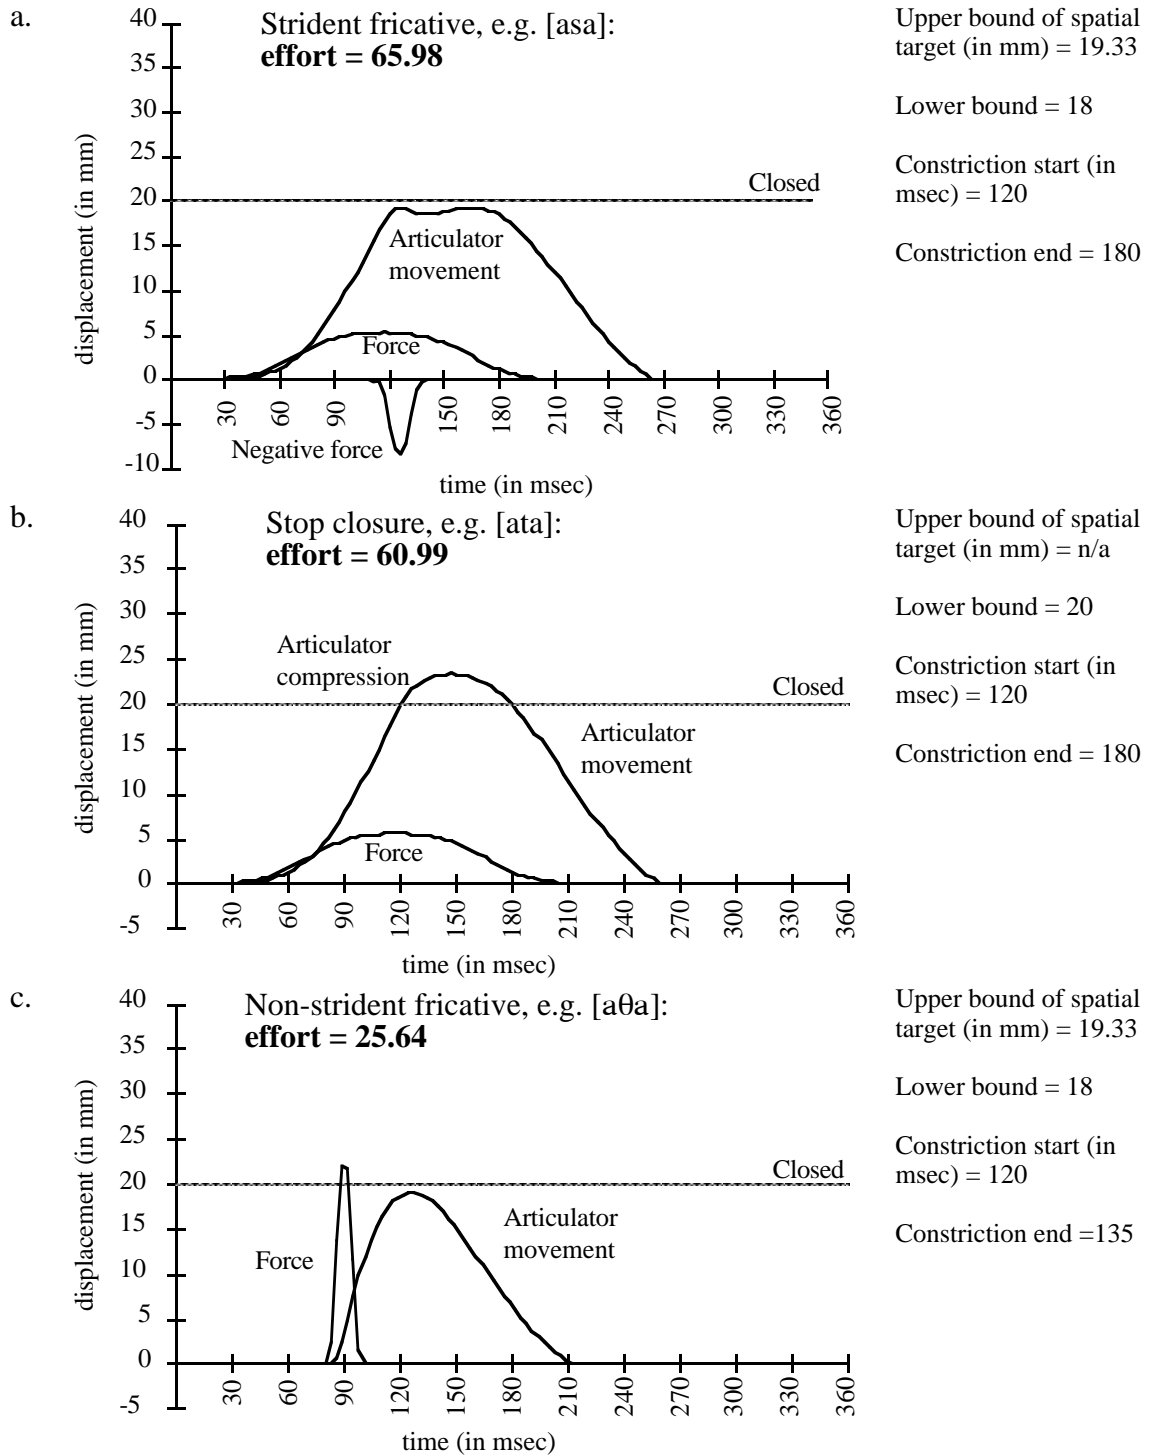 a.
Strident fricative, e.g. [asa]:
effort = 65.98
40
35
30
25
20
15
10
5
0
-5
-10
displacement (in mm)
Closed
Articulator
movement
Force
Negative force
30
60
90
150
180
210
240
270
300
330
360
time (in msec)
Upper bound of spatial
target (in mm) = 19.33
Lower bound = 18
Constriction start (in
msec) = 120
Constriction end = 180
b.
Stop closure, e.g. [ata]:
effort = 60.99
40
35
30
25
20
15
10
5
0
-5
displacement (in mm)
Articulator
compression
Closed
Articulator
movement
Force
30
60
90
120
150
180
210
240
270
300
330
360
time (in msec)
Upper bound of spatial
target (in mm) = n/a
Lower bound = 20
Constriction start (in
msec) = 120
Constriction end = 180
c.
Non-strident fricative, e.g. [aθa]:
effort = 25.64
40
35
30
25
20
15
10
5
0
-5
displacement (in mm)
Closed
Force
Articulator
movement
30
60
90
120
150
180
210
240
270
300
330
360
time (in msec)
Upper bound of spatial
target (in mm) = 19.33
Lower bound = 18
Constriction start (in
msec) = 120
Constriction end =135